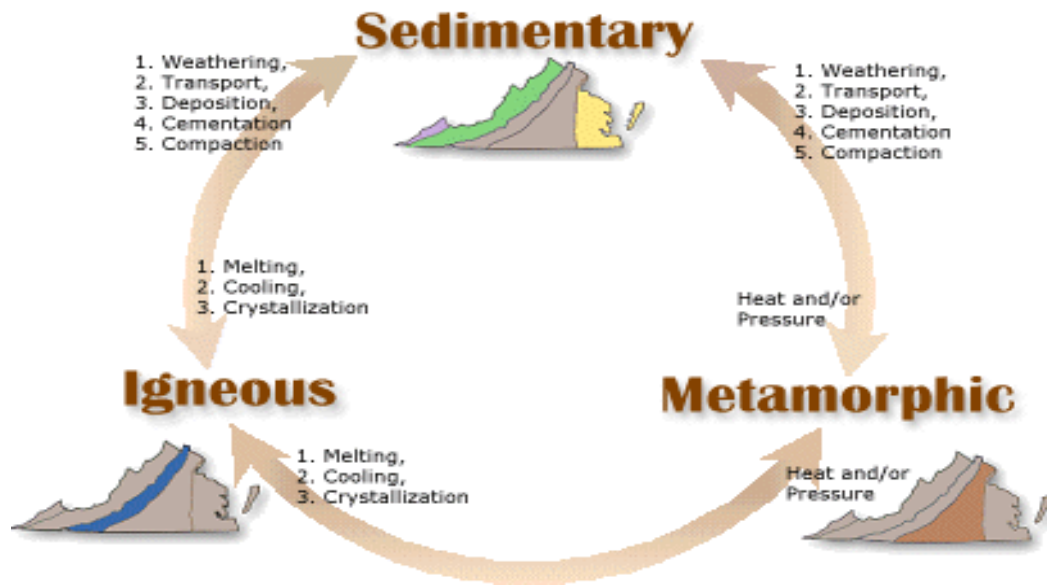 Sedimentary
1. Weathering,
2. Transport,
3. Deposition,
4. Cementation
5. Compaction
1. Weathering,
2. Transport,
3. Deposition,
4. Cementation
5. Compaction
1. Melting,
2. Cooling,
3. Crystallization
Heat and/or
Pressure
Igneous
Metamorphic
1. Melting,
2. Cooling,
3. Crystallization
Heat and/or
Pressure